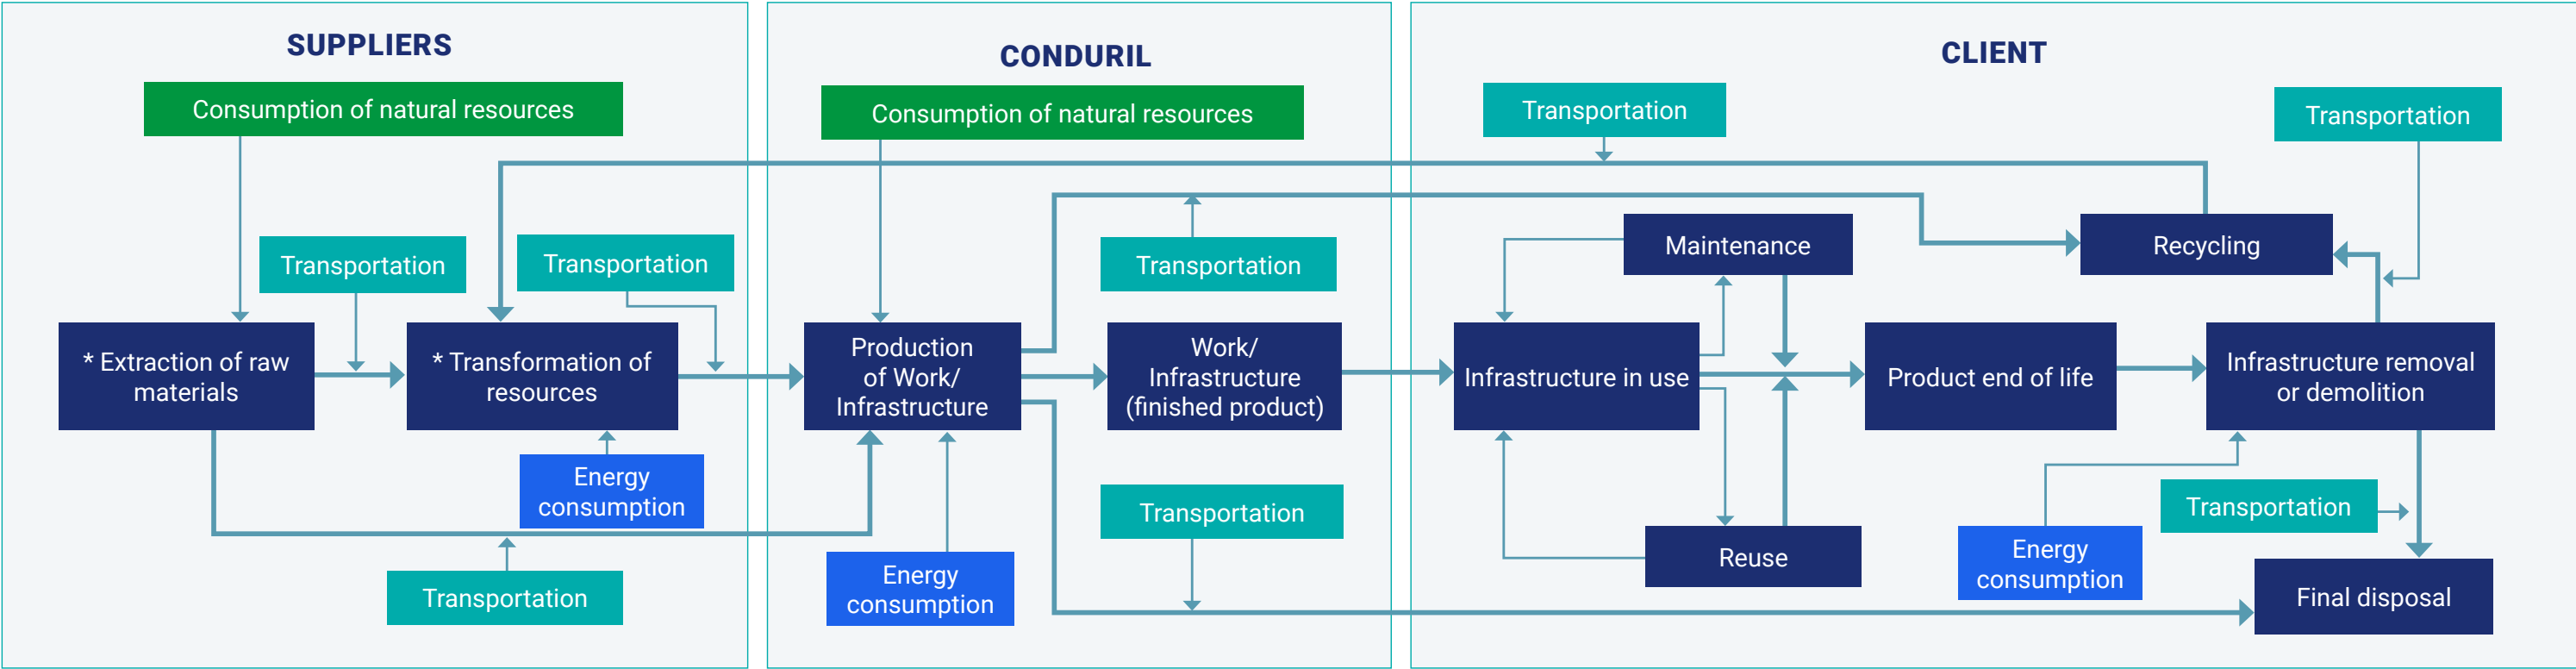 SUPPLIERS
Consumption of natural resources
Transportation
Transportation
* Extraction of raw
materials
* Transformation of
resources
Energy
consumption
Transportation
CONDURIL
Consumption of natural resources
Transportation
Production
of Work/
Infrastructure
Work/
Infrastructure
(finished product)
Transportation
Energy
consumption
CLIENT
Transportation
Transportation
Maintenance
Recycling
Infrastructure in use
Product end of life
Infrastructure removal
or demolition
Transportation
Reuse
Energy
consumption
Final disposal